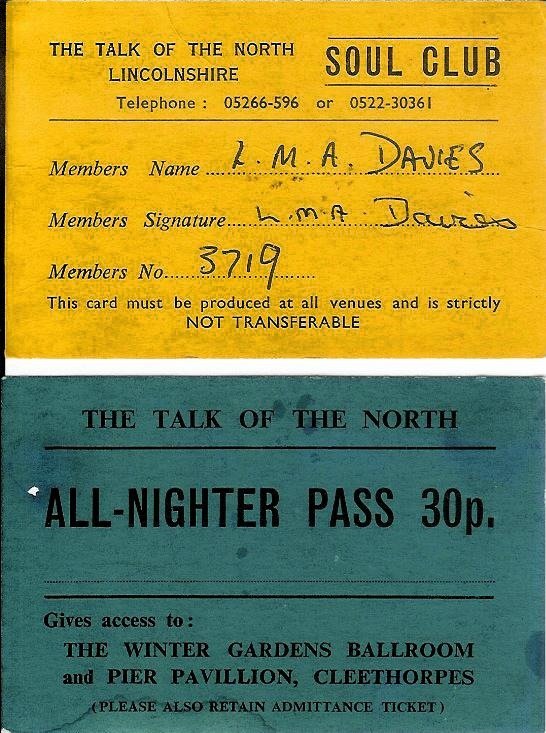 THE TALK OF THE NORTH
LINCOLNSHIRE
SOUL CLUB
Telephone : 05266-596 or 0522-30361
Members Name L. M. A. DAVIES
Members Signature L. M. A. Davies
Members No. 3719
This card must be produced at all venues and is strictly
NOT TRANSFERABLE
THE TALK OF THE NORTH
ALL-NIGHTER PASS 30p.
Gives access to :
THE WINTER GARDENS BALLROOM
and PIER PAVILLION, CLEETHORPES
(PLEASE ALSO RETAIN ADMITTANCE TICKET)